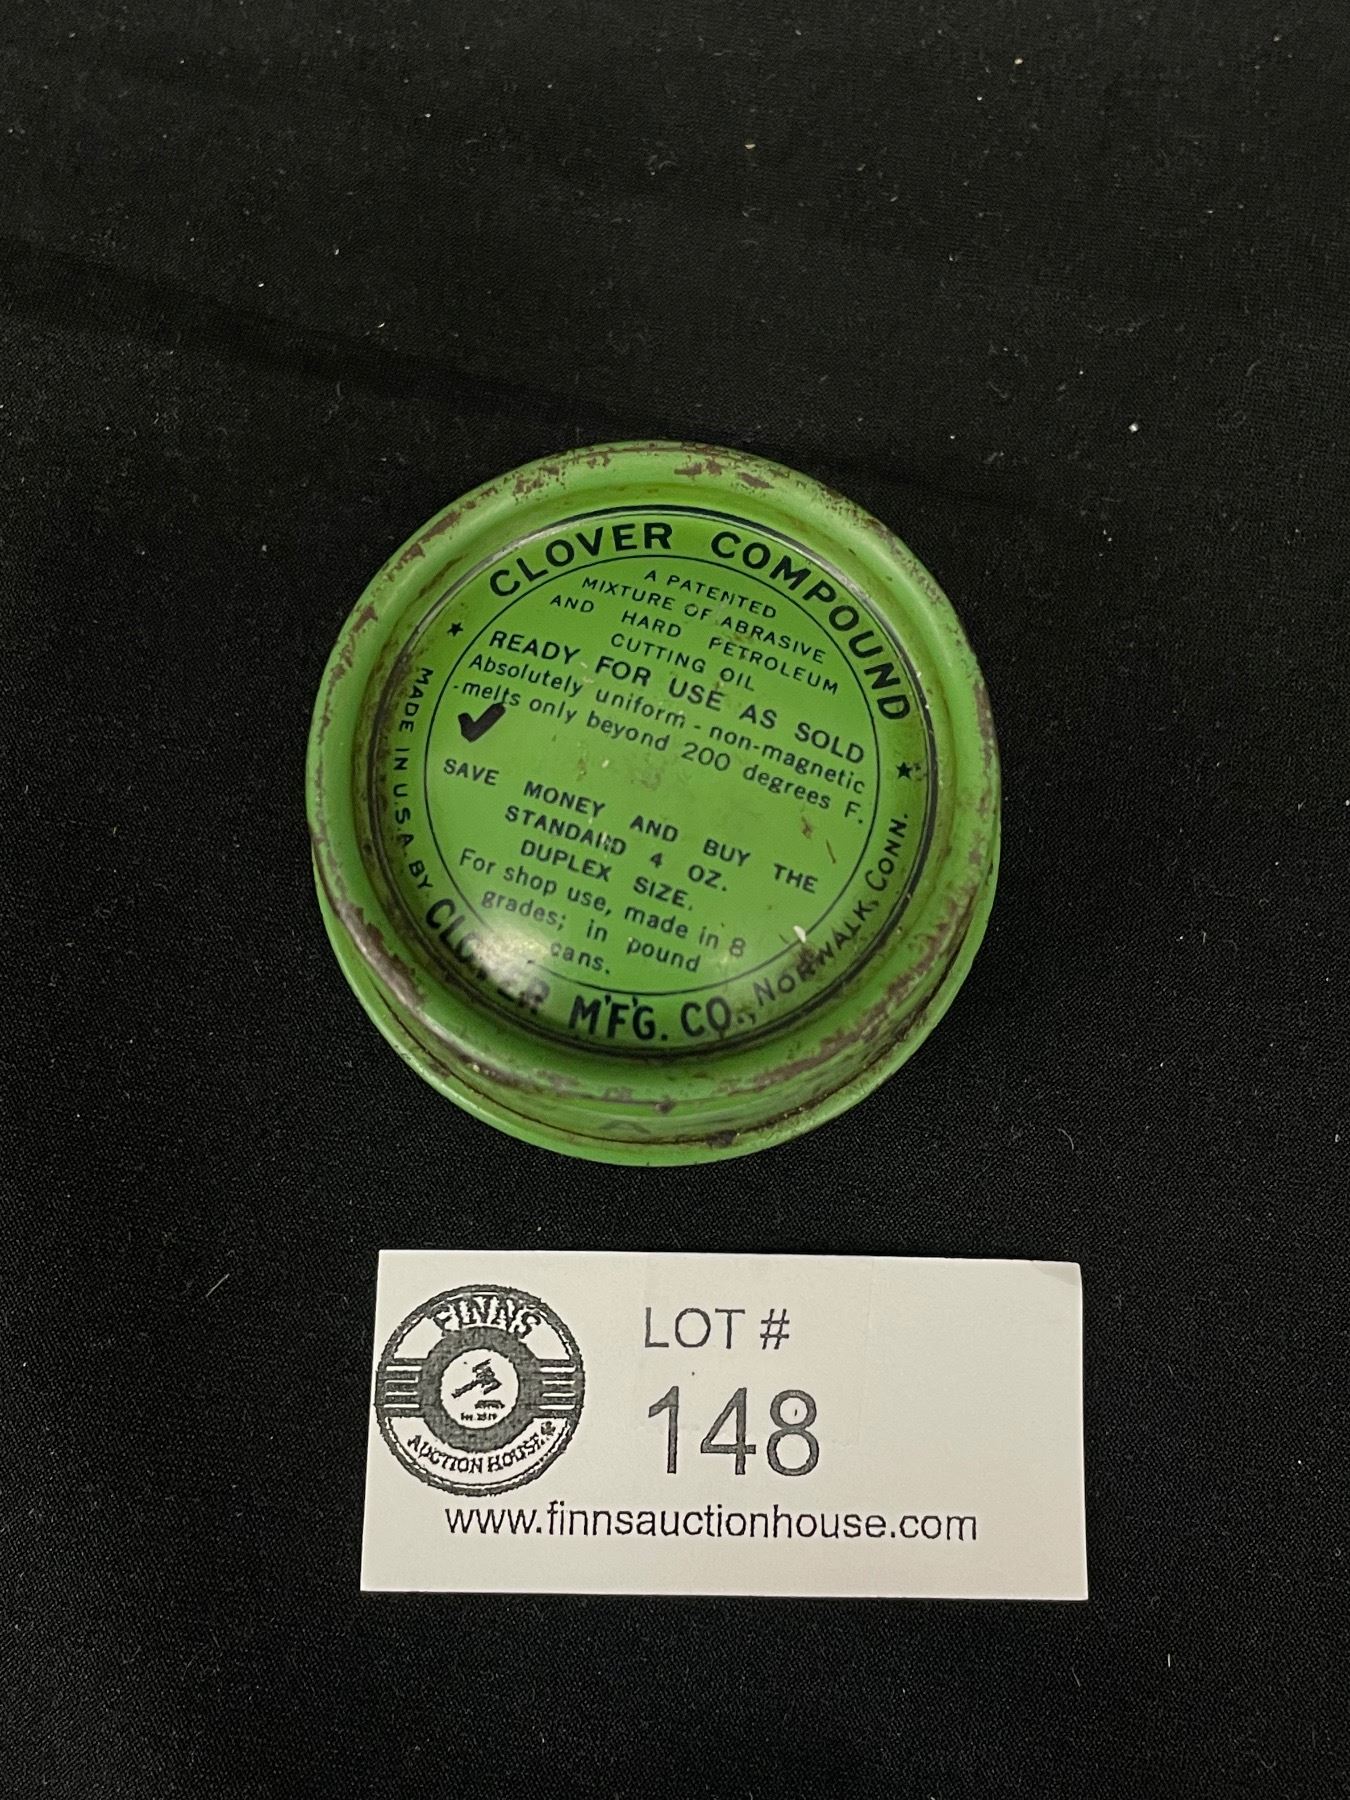 CLOVER COMPOUND
A PATENTED
MIXTURE OF ABRASIVE
AND HARD PETROLEUM
CUTTING OIL
READY FOR USE AS SOLD
Absolutely uniform - non-magnetic
-melts only beyond 200 degrees F.
SAVE MONEY AND BUY THE
STANDARD 4 OZ.
DUPLEX SIZE.
For shop use, made in 8
grades; in pound
cans.
MADE IN U.S.A. BY CLOVER M'F'G. CO., NORWALK, CONN.
FINN'S
AUCTION HOUSE
LOT #
148
www.finnsauctionhouse.com